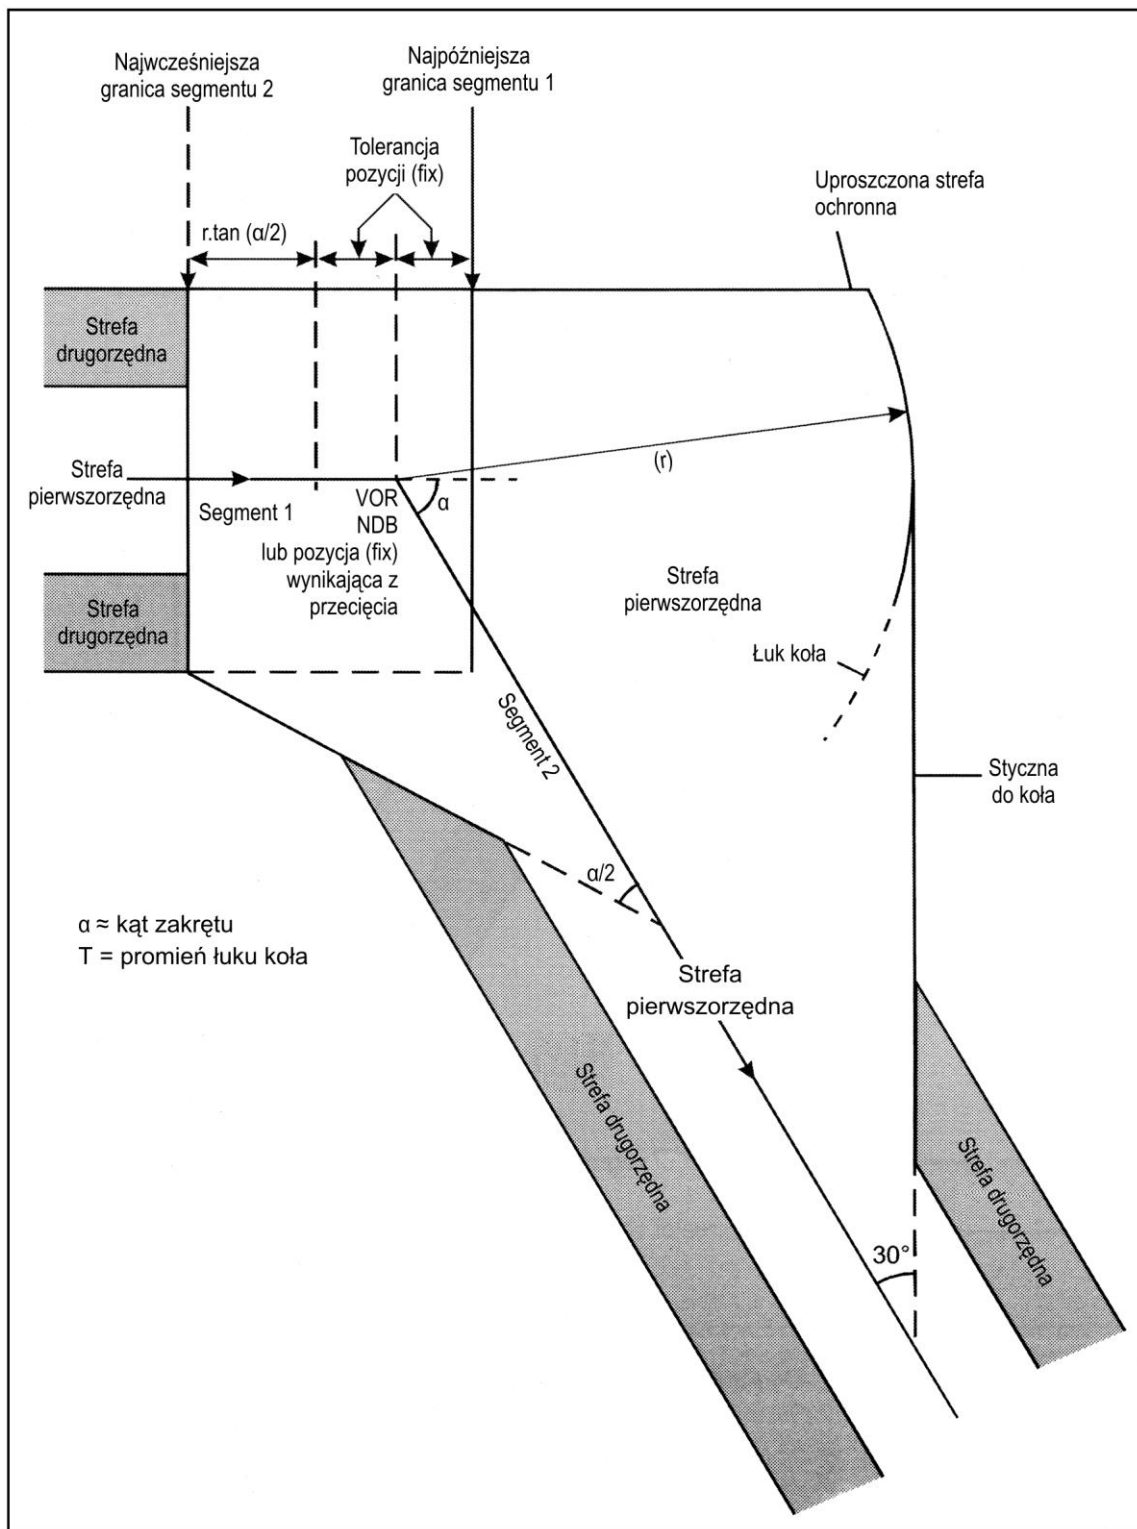 Najwcześniejsza
granica segmentu 2
Najpóźniejsza
granica segmentu 1
Tolerancja
pozycji (fix)
r.tan (α/2)
Uproszczona strefa
ochronna
Strefa
drugorzędna
Strefa
pierwszorzędna
Segment 1
VOR
NDB
lub pozycja (fix)
wynikająca z
przecięcia
α
(r)
Strefa
pierwszorzędna
Strefa
drugorzędna
Łuk koła
Segment 2
Styczna
do koła
α/2
α ≈ kąt zakrętu
T = promień łuku koła
Strefa
pierwszorzędna
Strefa drugorzędna
Strefa drugorzędna
30°